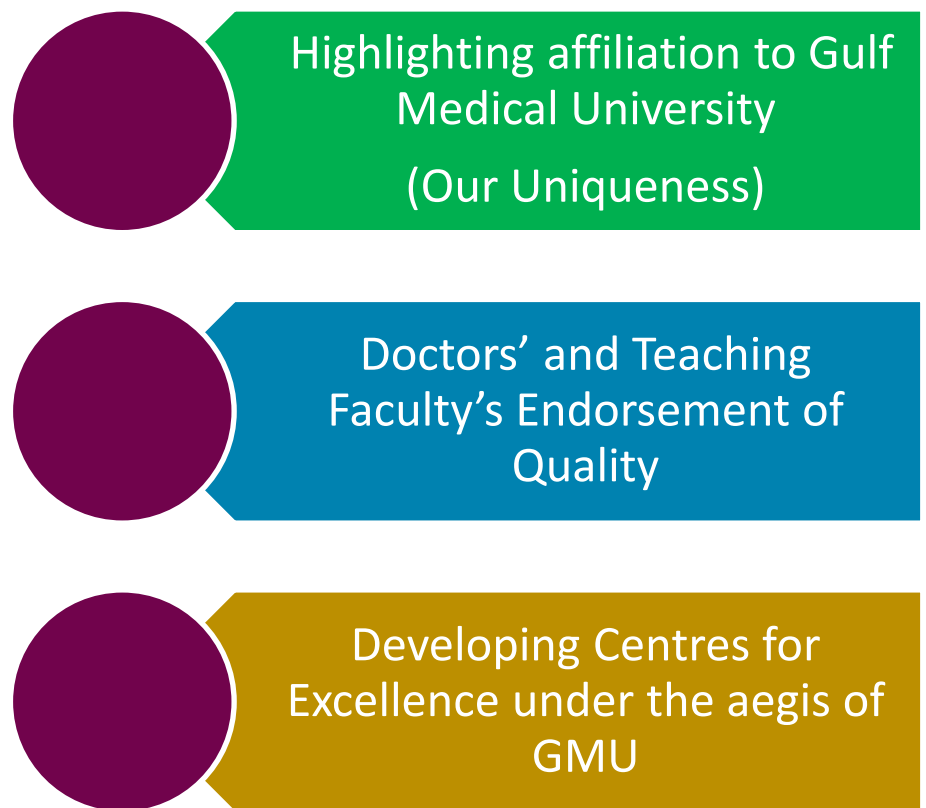 Highlighting affiliation to Gulf
Medical University
(Our Uniqueness)
Doctors’ and Teaching
Faculty’s Endorsement of
Quality
Developing Centres for
Excellence under the aegis of
GMU